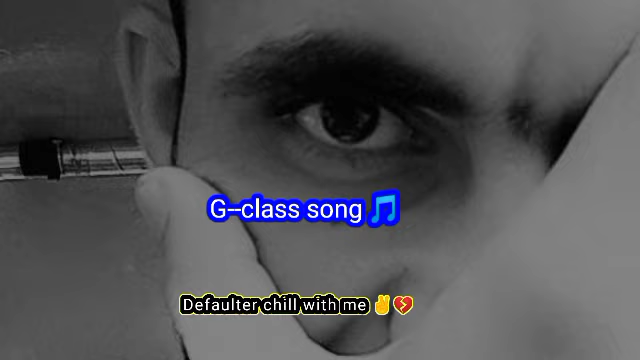 G--class song 🎵
Defaulter chill with me ✌️💔